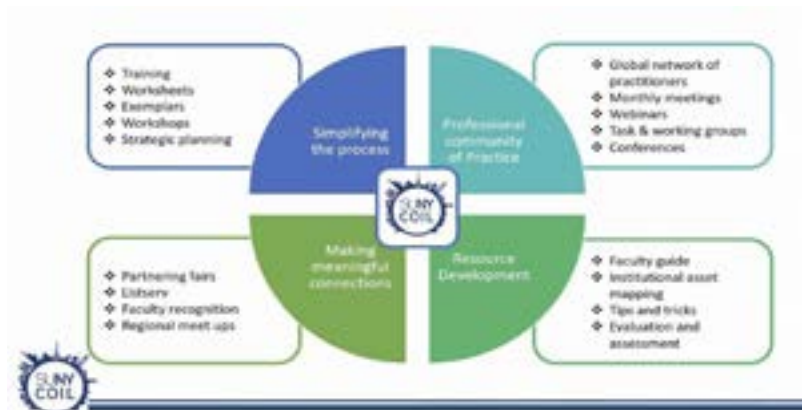 Training
Worksheets
Exemplars
Workshops
Strategic planning
Simplifying
the process
Professional
community
of Practice
Global network of
practitioners
Monthly meetings
Webinars
Task & working groups
Conferences
SUNY
COIL
Partnering fairs
Listserv
Faculty recognition
Regional meet ups
Making
meaningful
connections
Resource
Development
Faculty guide
Institutional asset
mapping
Tips and tricks
Evaluation and
assessment
SUNY
COIL